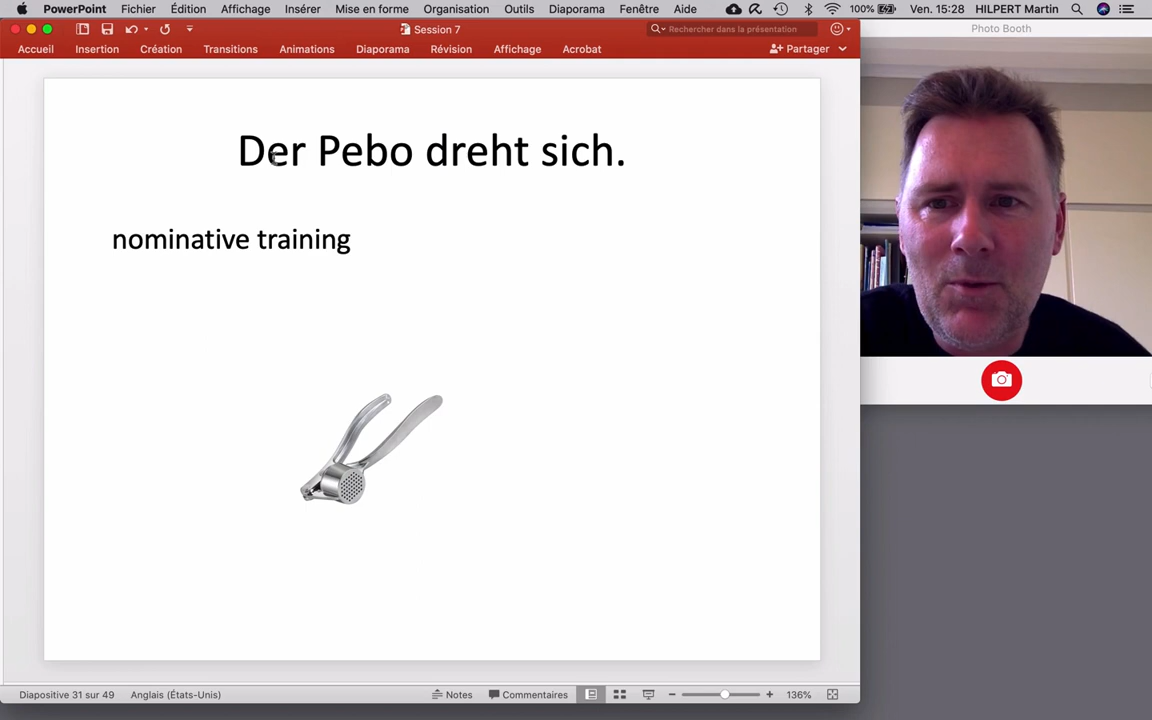 PowerPoint Fichier Édition Affichage Insérer Mise en forme Organisation Outils Diaporama Fenêtre Aide 100% Ven. 15:28 HILPERT Martin
Session 7
Rechercher dans la présentation
Photo Booth
Accueil Insertion Création Transitions Animations Diaporama Révision Affichage Acrobat Partager
Der Pebo dreht sich.
nominative training
Diapositive 31 sur 49 Anglais (États-Unis) Notes Commentaires 136%